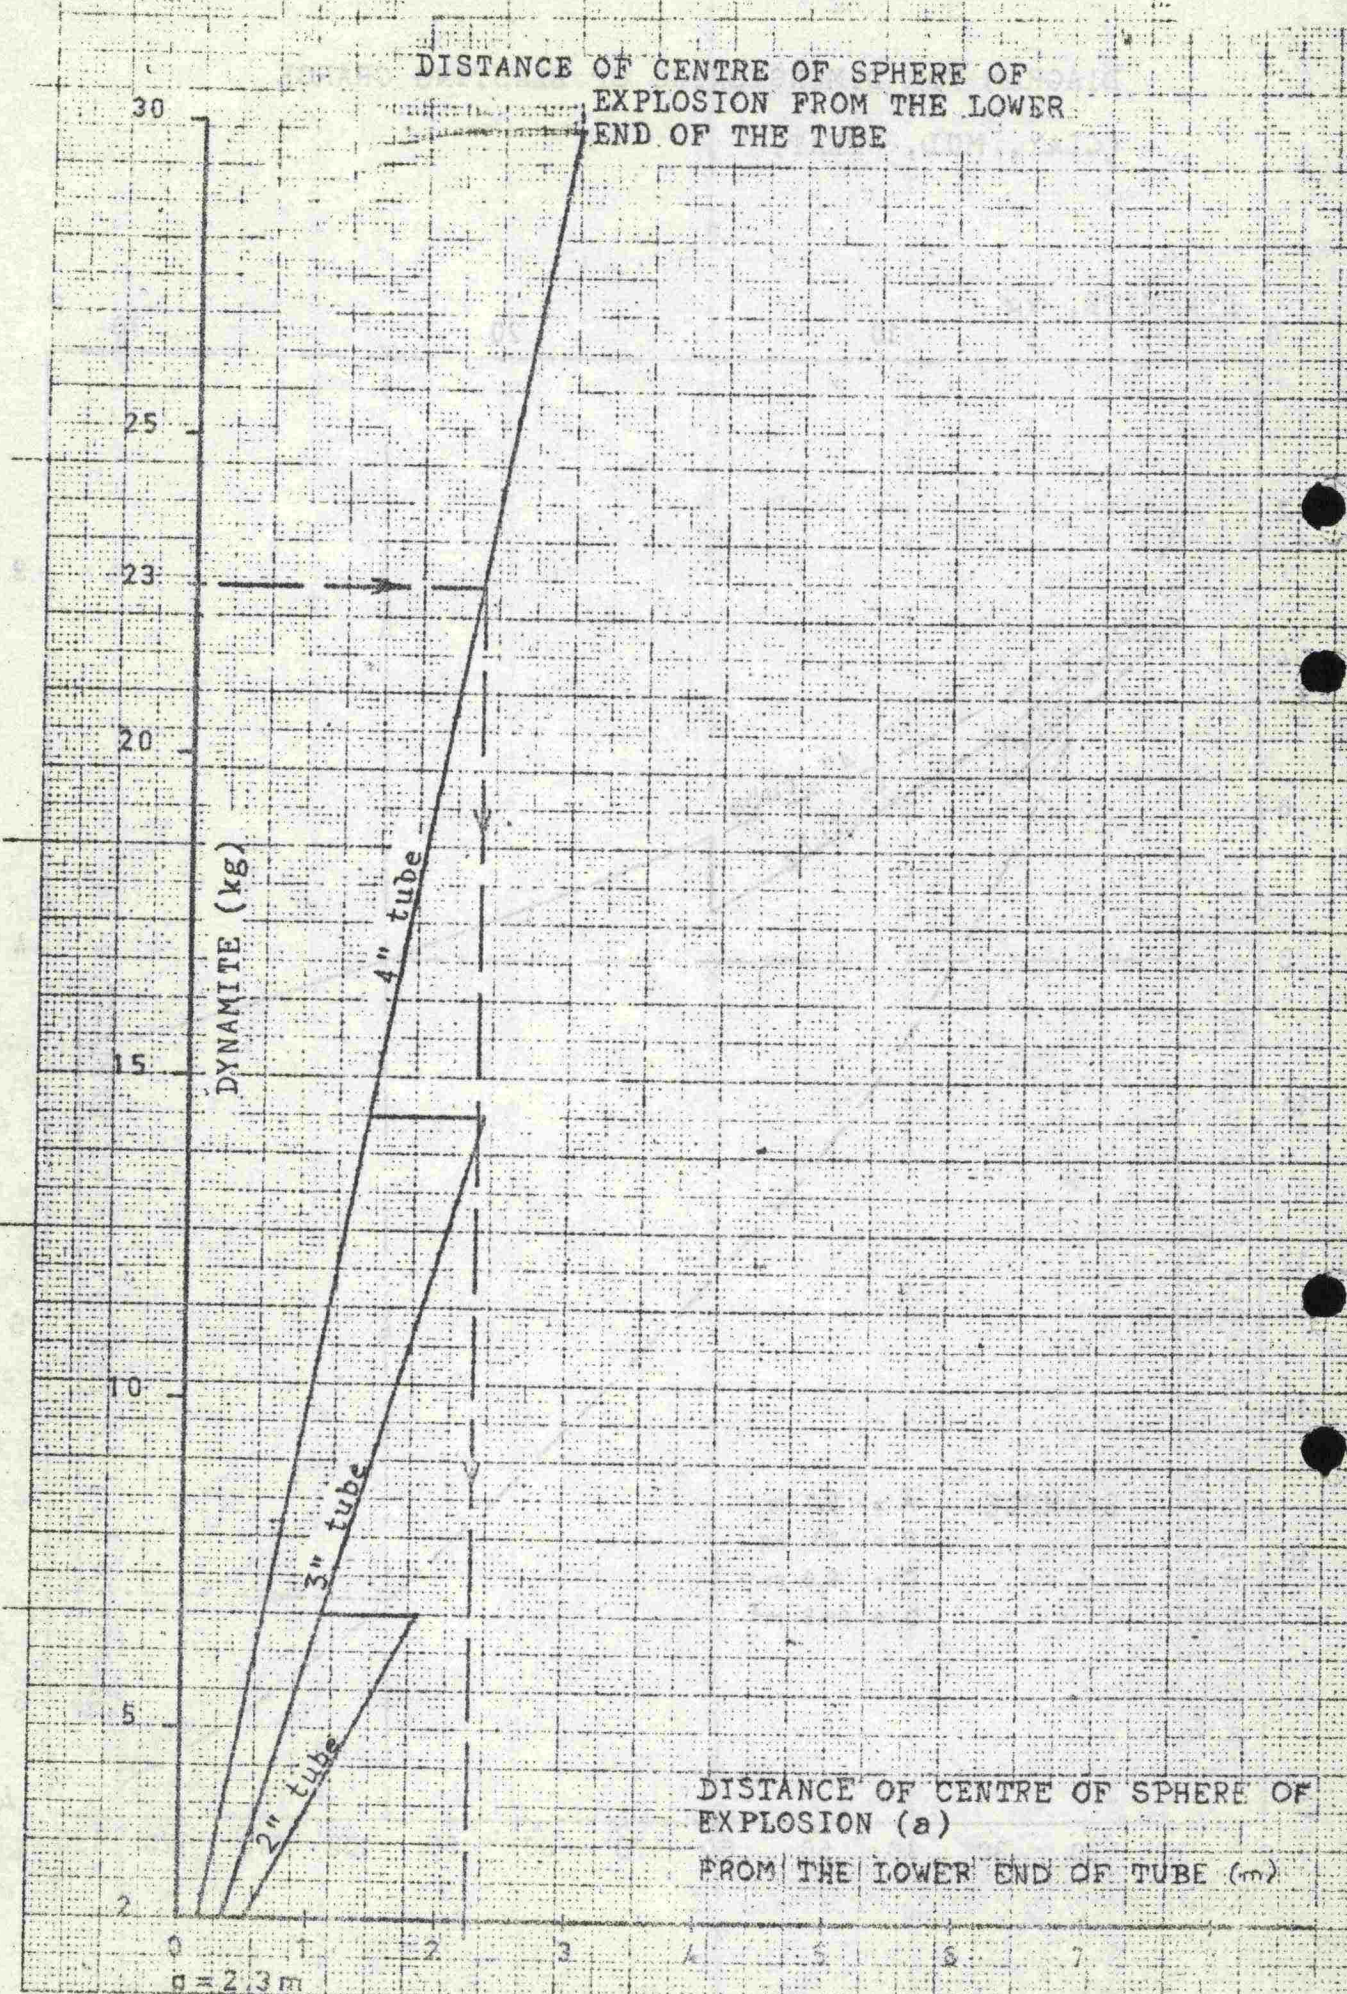 DISTANCE OF CENTRE OF SPHERE OF
EXPLOSION FROM THE LOWER
END OF THE TUBE
30
25
23
20
DYNAMITE (kg)
4" tube
15
10
3" tube
5
2" tube
DISTANCE OF CENTRE OF SPHERE OF
EXPLOSION (a)
FROM THE LOWER END OF TUBE (m)
2
0 1 2 3 4 5 6 7
a = 2,3 m